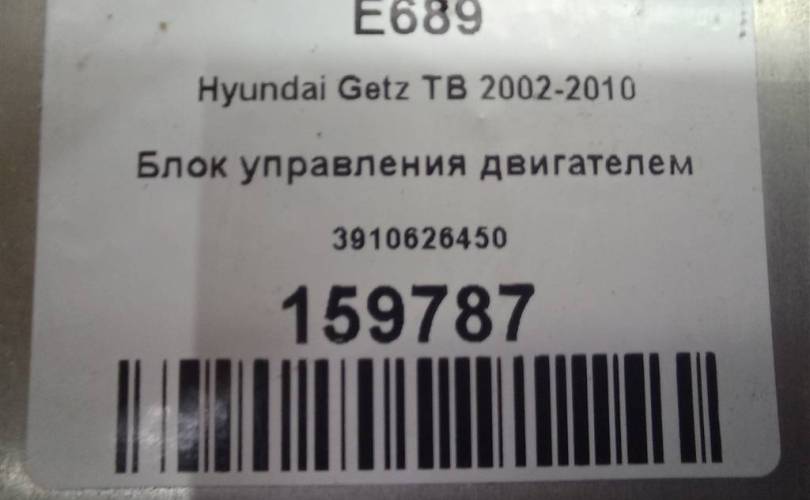 E689
Hyundai Getz TB 2002-2010
Блок управления двигателем
3910626450
159787